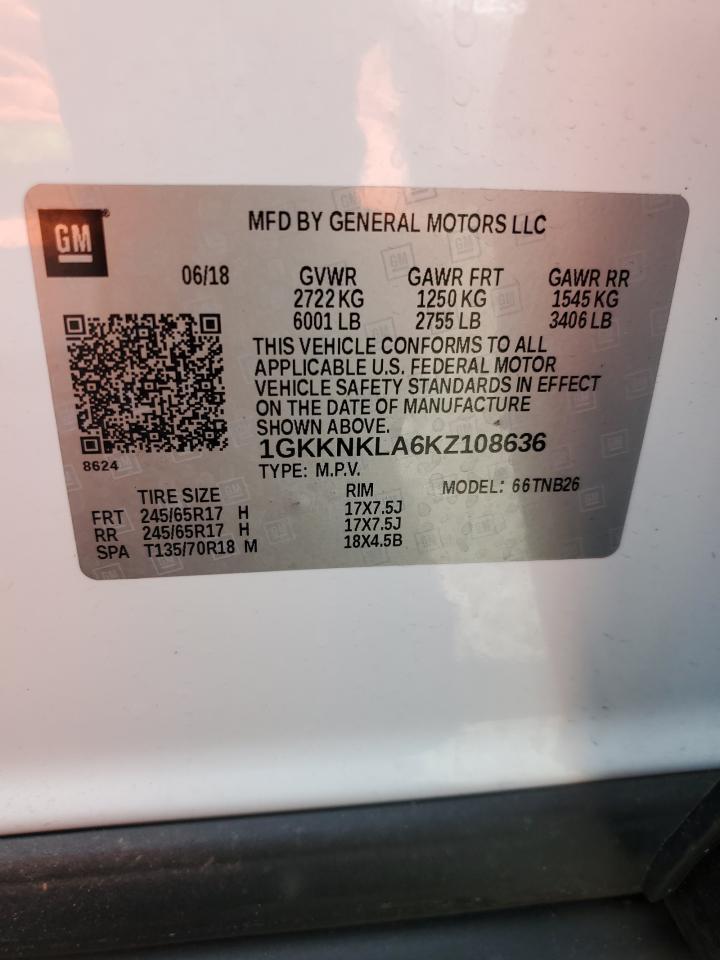 GM®
MFD BY GENERAL MOTORS LLC
06/18 GVWR GAWR FRT GAWR RR
2722 KG 1250 KG 1545 KG
6001 LB 2755 LB 3406 LB
THIS VEHICLE CONFORMS TO ALL
APPLICABLE U.S. FEDERAL MOTOR
VEHICLE SAFETY STANDARDS IN EFFECT
ON THE DATE OF MANUFACTURE
SHOWN ABOVE.
1GKKNKLA6KZ108636
8624
TYPE: M.P.V. MODEL: 66TNB26
TIRE SIZE RIM
FRT 245/65R17 H 17X7.5J
RR 245/65R17 H 17X7.5J
SPA T135/70R18 M 18X4.5B